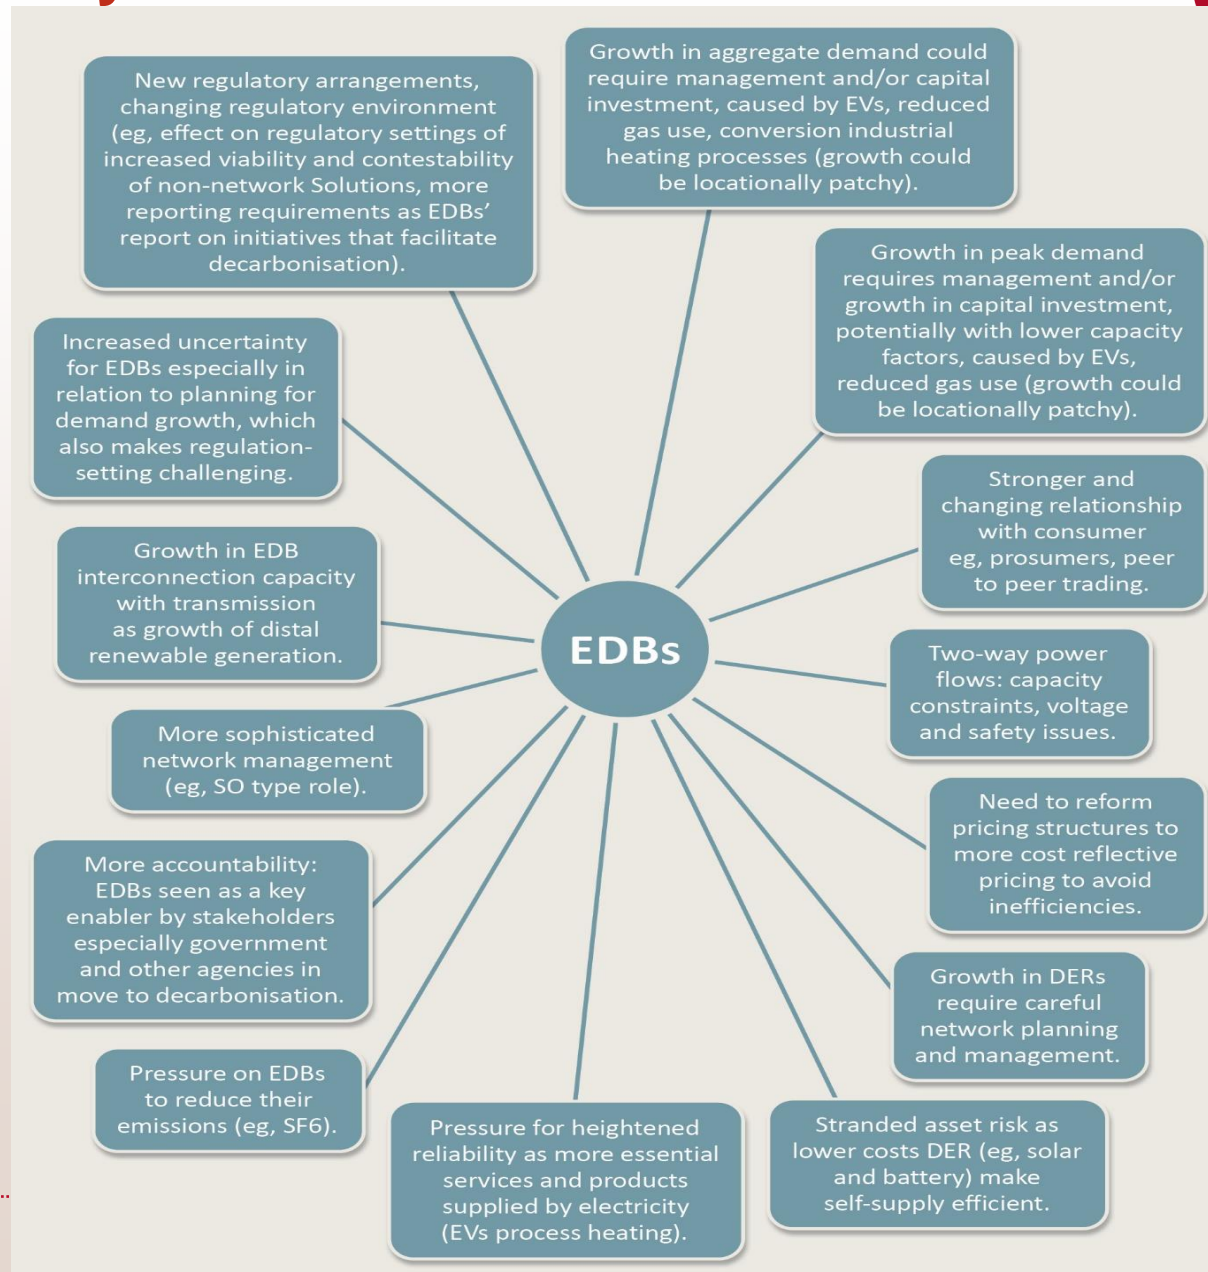 New regulatory arrangements,
changing regulatory environment
(eg, effect on regulatory settings of
increased viability and contestability
of non-network Solutions, more
reporting requirements as EDBs’
report on initiatives that facilitate
decarbonisation).
Growth in aggregate demand could
require management and/or capital
investment, caused by EVs, reduced
gas use, conversion industrial
heating processes (growth could
be locationally patchy).
Growth in peak demand
requires management and/or
growth in capital investment,
potentially with lower capacity
factors, caused by EVs,
reduced gas use (growth could
be locationally patchy).
Increased uncertainty
for EDBs especially in
relation to planning for
demand growth, which
also makes regulation-
setting challenging.
Stronger and
changing relationship
with consumer
eg, prosumers, peer
to peer trading.
Growth in EDB
interconnection capacity
with transmission
as growth of distal
renewable generation.
EDBs
Two-way power
flows: capacity
constraints, voltage
and safety issues.
More sophisticated
network management
(eg, SO type role).
Need to reform
pricing structures to
more cost reflective
pricing to avoid
inefficiencies.
More accountability:
EDBs seen as a key
enabler by stakeholders
especially government
and other agencies in
move to decarbonisation.
Growth in DERs
require careful
network planning
and management.
Pressure on EDBs
to reduce their
emissions (eg, SF6).
Pressure for heightened
reliability as more essential
services and products
supplied by electricity
(EVs process heating).
Stranded asset risk as
lower costs DER (eg, solar
and battery) make
self-supply efficient.